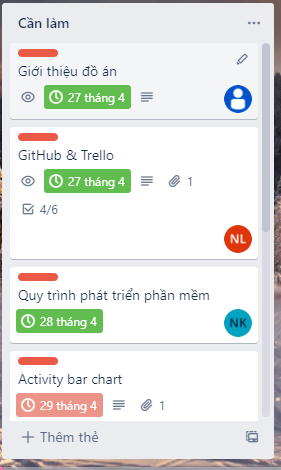 Cần làm
Giới thiệu đồ án
27 tháng 4
GitHub & Trello
27 tháng 4 1
4/6
NL
Quy trình phát triển phần mềm
28 tháng 4
NK
Activity bar chart
29 tháng 4 1
Thêm thẻ